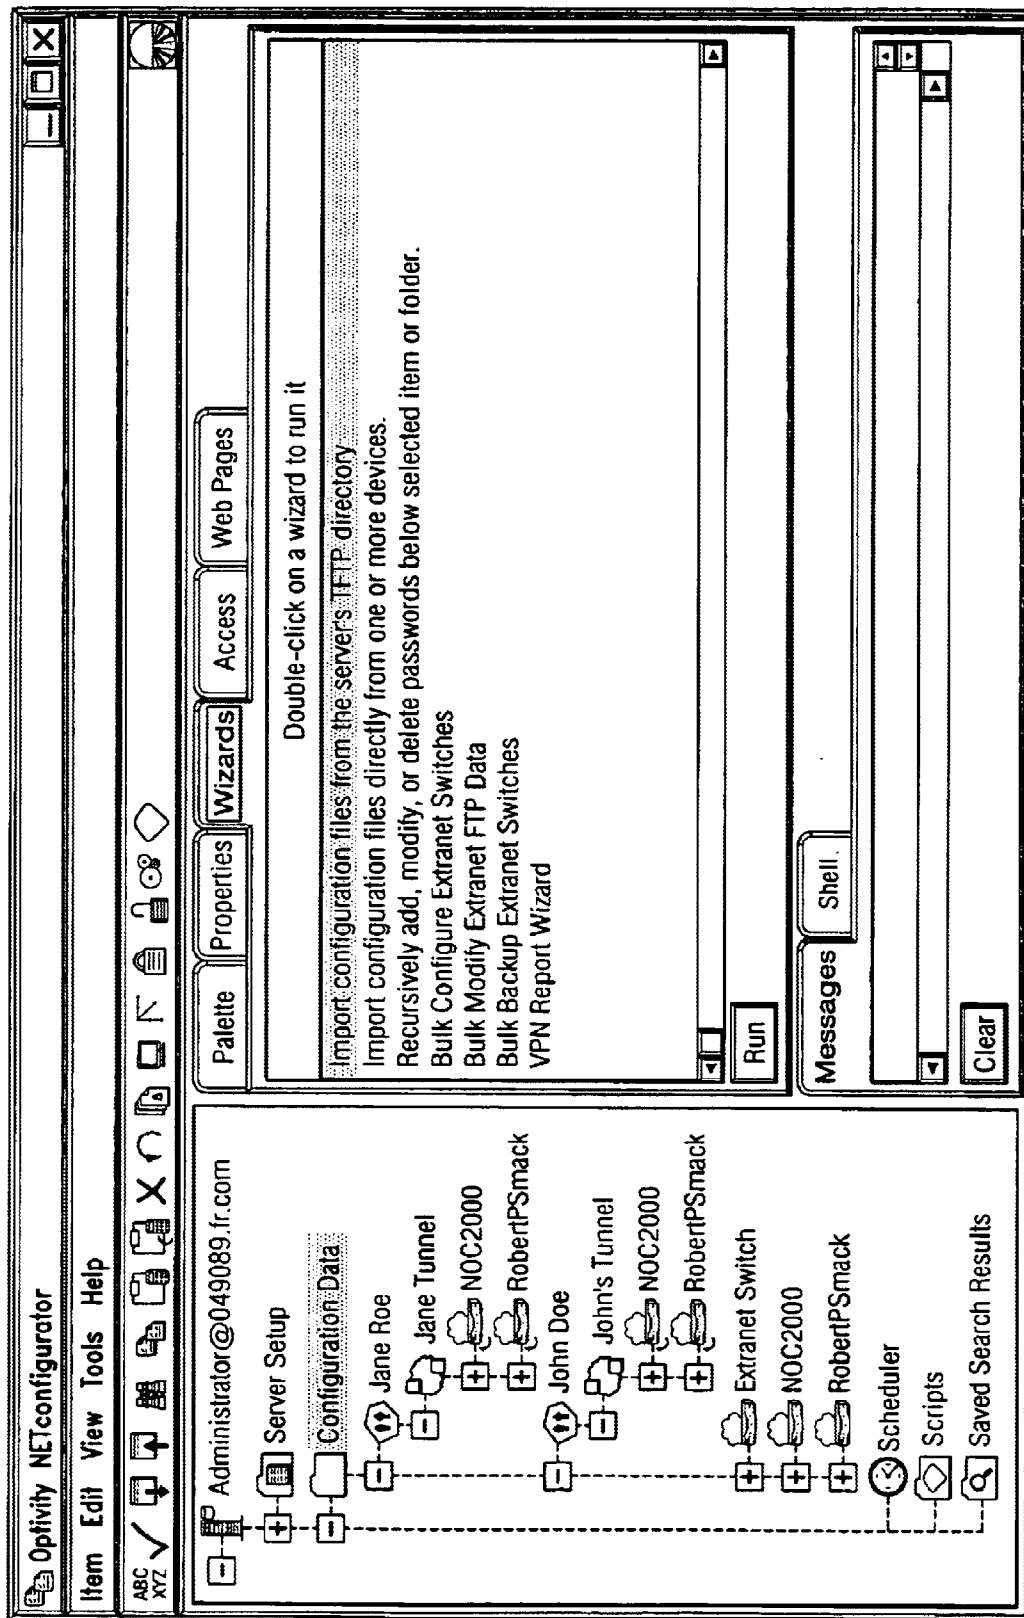 Optivity NETconfigurator
Item Edit View Tools Help
ABC
XYZ
Administrator@049089.fr.com
Server Setup
Configuration Data
Jane Roe
Jane Tunnel
NOC2000
RobertPSmack
John Doe
John's Tunnel
NOC2000
RobertPSmack
Extranet Switch
NOC2000
RobertPSmack
Scheduler
Scripts
Saved Search Results
Palette Properties Wizards Access Web Pages
Double-click on a wizard to run it
Import configuration files from the server's TFTP directory
Import configuration files directly from one or more devices.
Recursively add, modify, or delete passwords below selected item or folder.
Bulk Configure Extranet Switches
Bulk Modify Extranet FTP Data
Bulk Backup Extranet Switches
VPN Report Wizard
Run
Messages Shell
Clear